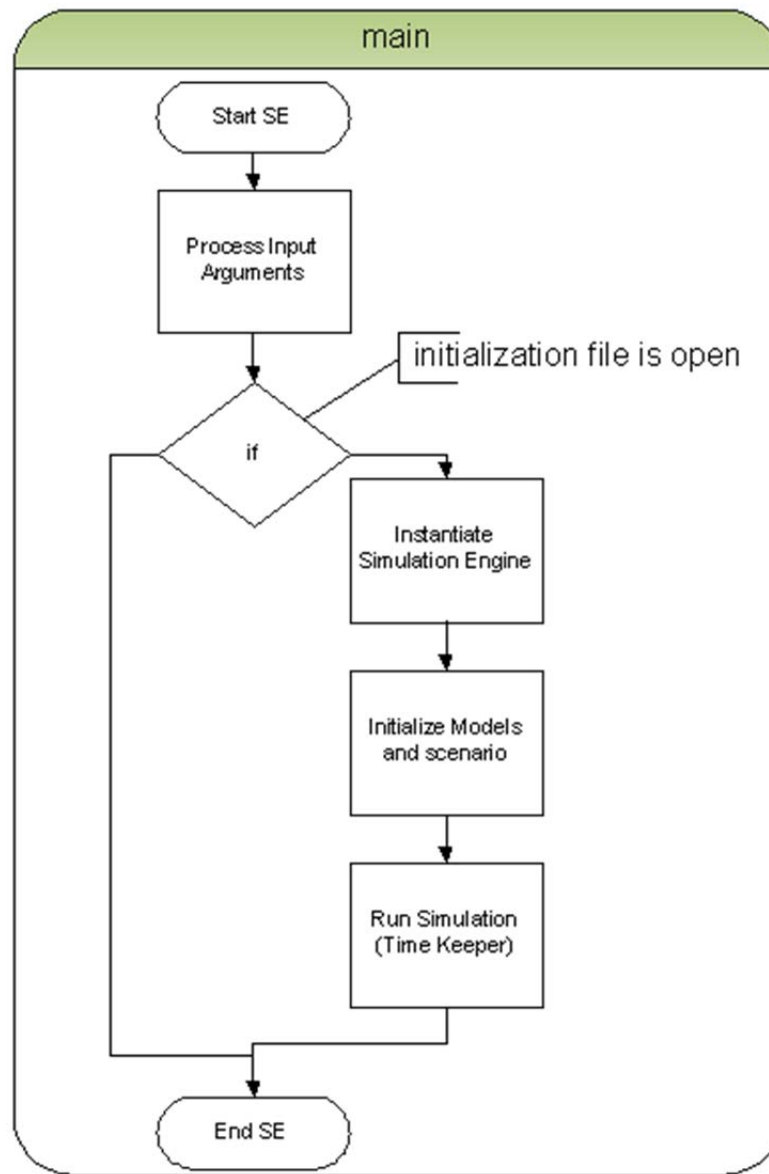 main
Start SE
Process Input
Arguments
initialization file is open
if
Instantiate
Simulation Engine
Initialize Models
and scenario
Run Simulation
(Time Keeper)
End SE